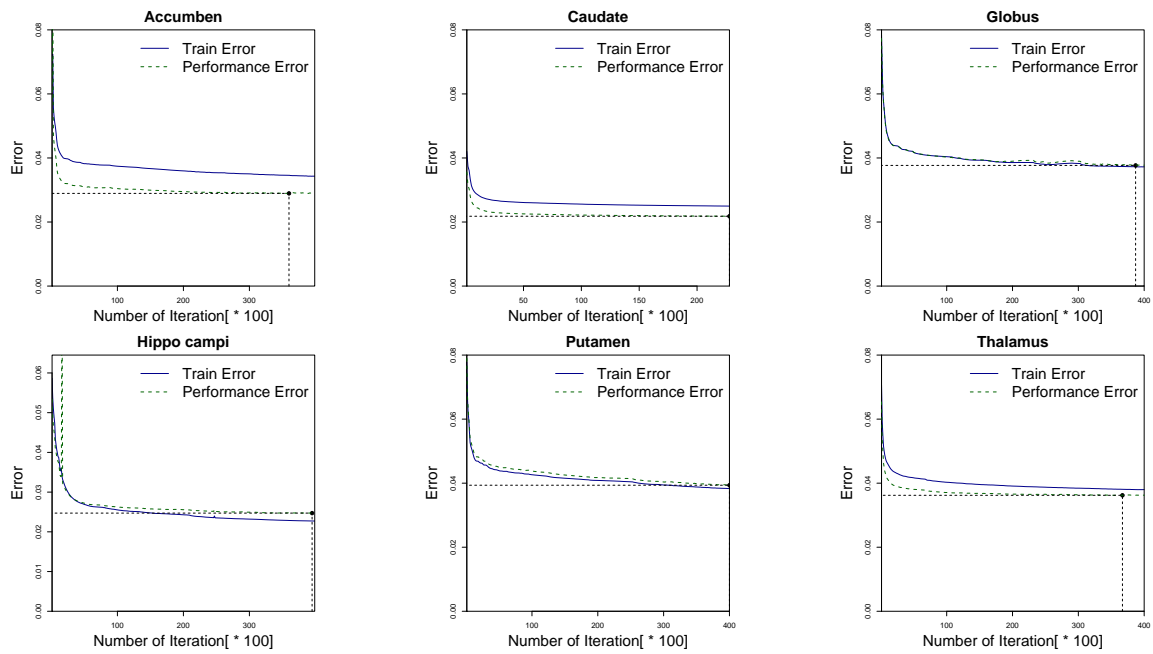 Accumben
Train Error
Performance Error
Error
0.00 0.02 0.04 0.06 0.08
100 200 300
Number of Iteration[ * 100]
Caudate
Train Error
Performance Error
Error
0.00 0.02 0.04 0.06 0.08
50 100 150 200
Number of Iteration[ * 100]
Globus
Train Error
Performance Error
Error
0.00 0.02 0.04 0.06 0.08
100 200 300 400
Number of Iteration[ * 100]
Hippo campi
Train Error
Performance Error
Error
0.00 0.01 0.02 0.03 0.04 0.05 0.06
100 200 300
Number of Iteration[ * 100]
Putamen
Train Error
Performance Error
Error
0.00 0.02 0.04 0.06 0.08
100 200 300 400
Number of Iteration[ * 100]
Thalamus
Train Error
Performance Error
Error
0.00 0.02 0.04 0.06 0.08
100 200 300 400
Number of Iteration[ * 100]